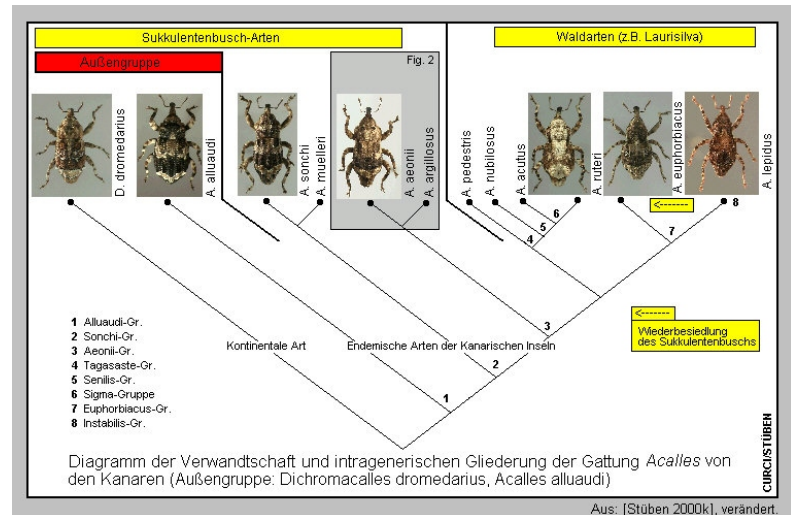 Sukkulentenbusch-Arten
Waldarten (z.B. Laurisilva)
Außengruppe
Fig. 2
D. dromedarius
A. alluaudi
A. sonchi
A. muelleri
A. aeonii
A. argillosus
A. pedestris
A. nubilosus
A. acutus
A. ruteri
A. euphorbiacus
A. lepidus
<-------
6
5
4
8
7
<-------
Wiederbesiedlung
des Sukkulentenbuschs
3
Kontinentale Art
Endemische Arten der Kanarischen Inseln
2
1
1 Alluaudi-Gr.
2 Sonchi-Gr.
3 Aeonii-Gr.
4 Tagasaste-Gr.
5 Senilis-Gr.
6 Sigma-Gruppe
7 Euphorbiacus-Gr.
8 Instabilis-Gr.
CURCI/STÜBEN
Diagramm der Verwandtschaft und intragenerischen Gliederung der Gattung Acalles von
den Kanaren (Außengruppe: Dichromacalles dromedarius, Acalles alluaudi)
Aus: [Stüben 2000k], verändert.